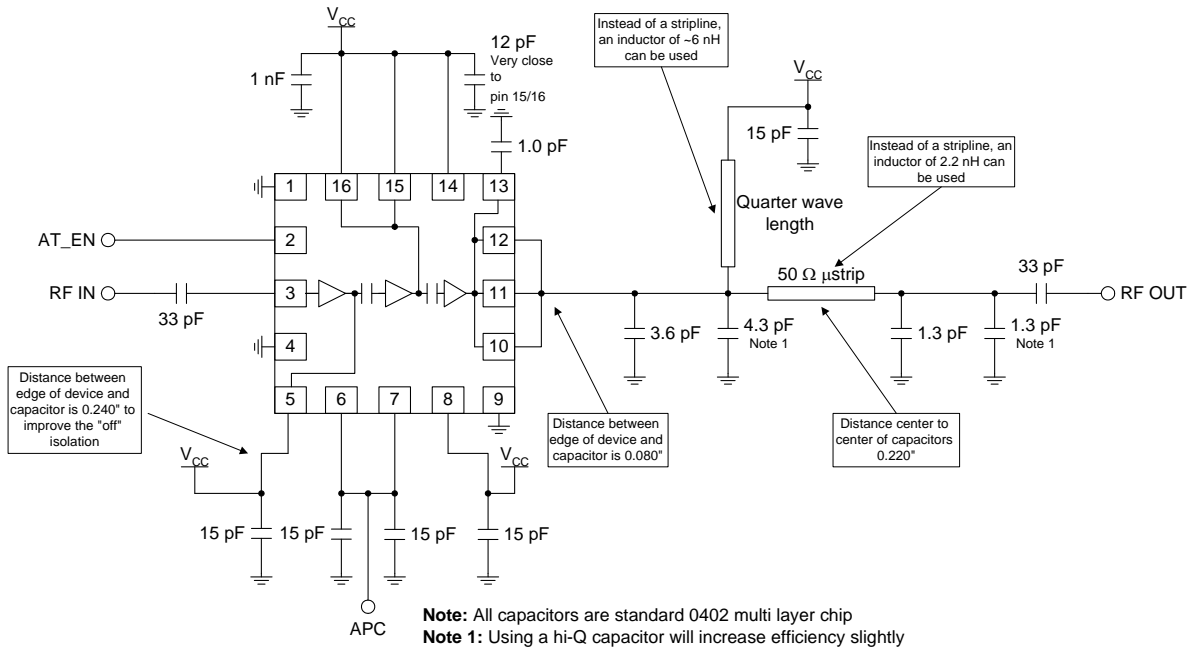 Instead of a stripline,
an inductor of ~6 nH
can be used
VCC
12 pF
Very close
to
pin 15/16
1 nF
VCC
15 pF
1.0 pF
Instead of a stripline, an
inductor of 2.2 nH can
be used
1
16
15
14
13
Quarter wave
length
AT_EN
2
12
50 Ω µstrip
33 pF
RF IN
3
11
RF OUT
33 pF
3.6 pF
4.3 pF
Note 1
1.3 pF
1.3 pF
Note 1
4
10
Distance between
edge of device and
capacitor is 0.240" to
improve the "off"
isolation
5
6
7
8
9
Distance between
edge of device and
capacitor is 0.080"
Distance center to
center of capacitors
0.220"
VCC
VCC
15 pF
15 pF
15 pF
15 pF
APC
Note: All capacitors are standard 0402 multi layer chip
Note 1: Using a hi-Q capacitor will increase efficiency slightly